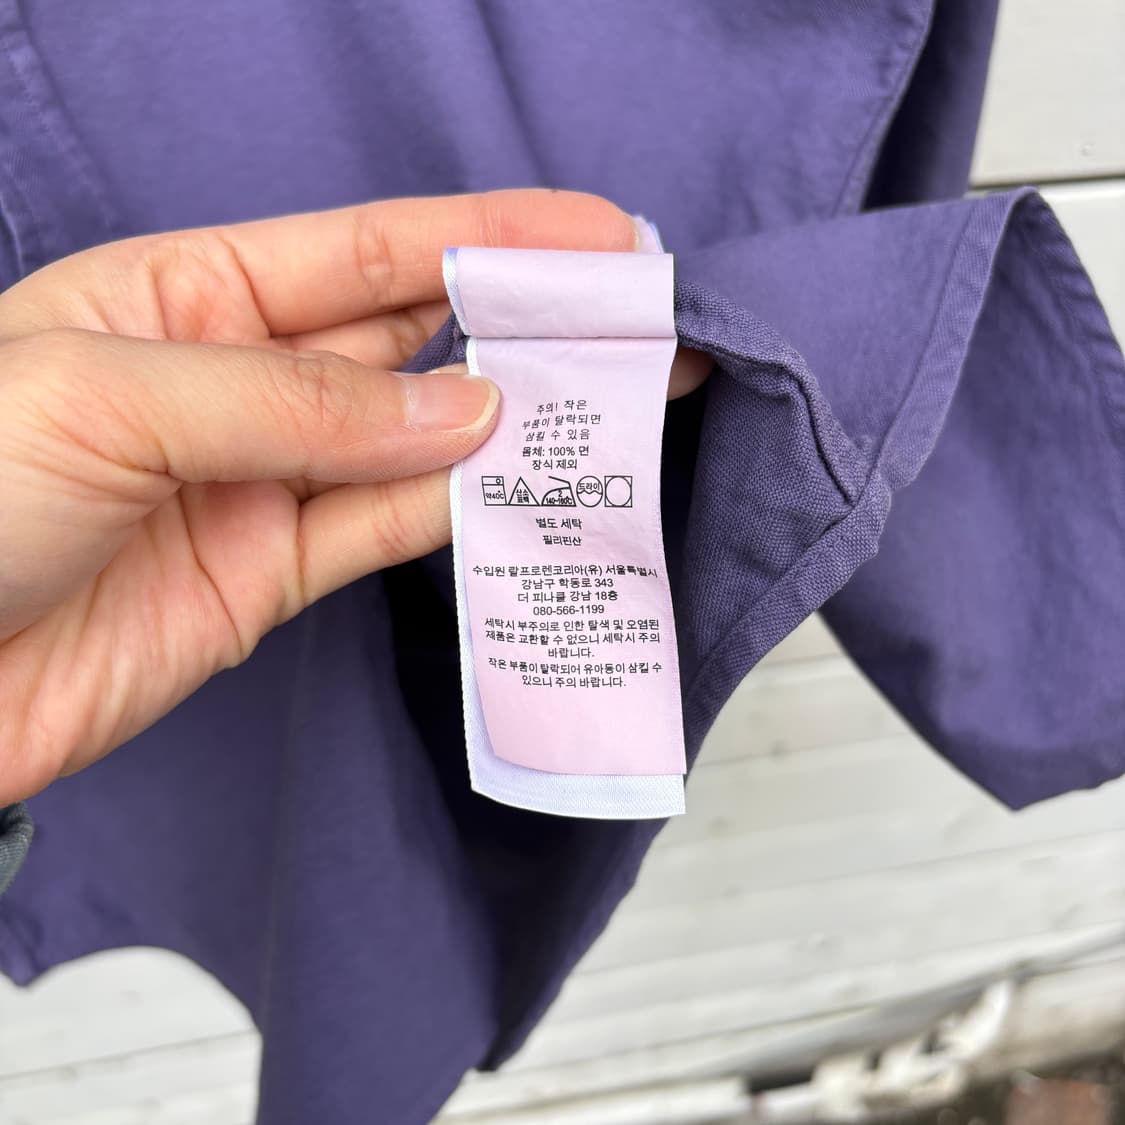 주의! 작은
부품이 탈락되면
삼킬 수 있음
몸체: 100% 면
장식 제외
약40℃ 산소 표백 2 140~160℃ 드라이
별도 세탁
필리핀산
수입원 랄프로렌코리아(유) 서울특별시
강남구 학동로 343
더 피나클 강남 18층
080-566-1199
세탁시 부주의로 인한 탈색 및 오염된
제품은 교환할 수 없으니 세탁시 주의
바랍니다.
작은 부품이 탈락되어 유아동이 삼킬 수
있으니 주의 바랍니다.